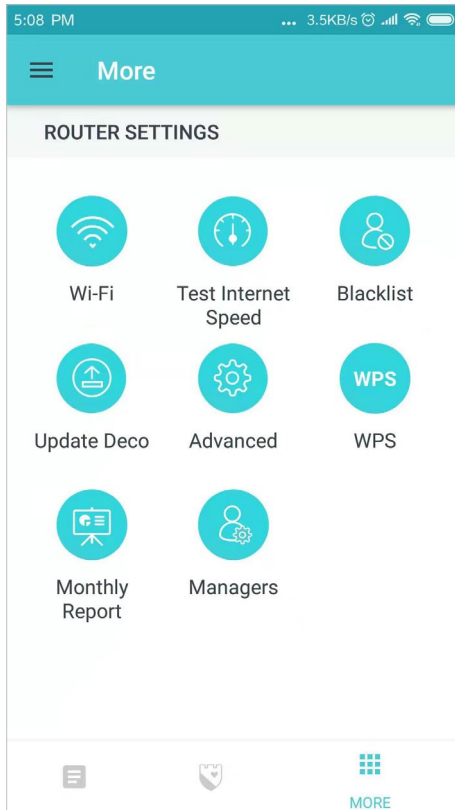 5:08 PM ... 3.5KB/s
More
ROUTER SETTINGS
Wi-Fi
Test Internet
Speed
Blacklist
Update Deco
Advanced
WPS
WPS
Monthly
Report
Managers
MORE